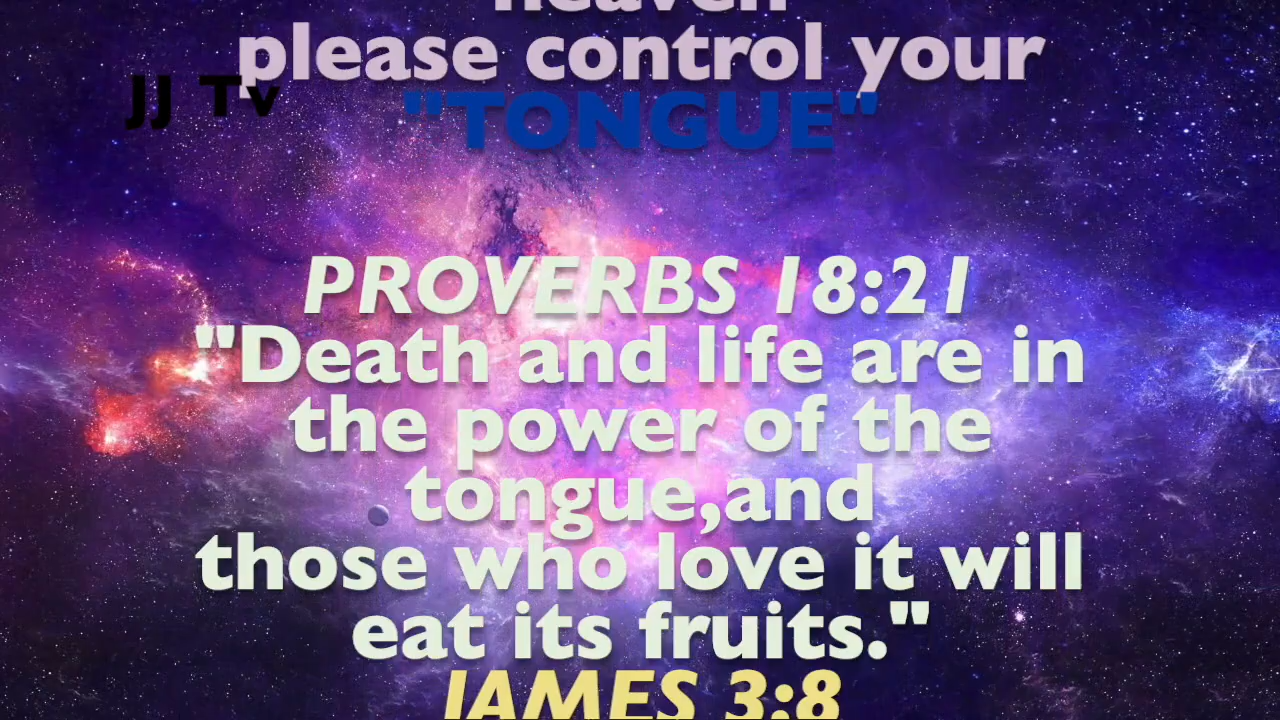 heaven
please control your
JJ Tv
"TONGUE"
PROVERBS 18:21
"Death and life are in
the power of the
tongue,and
those who love it will
eat its fruits."
JAMES 3:8